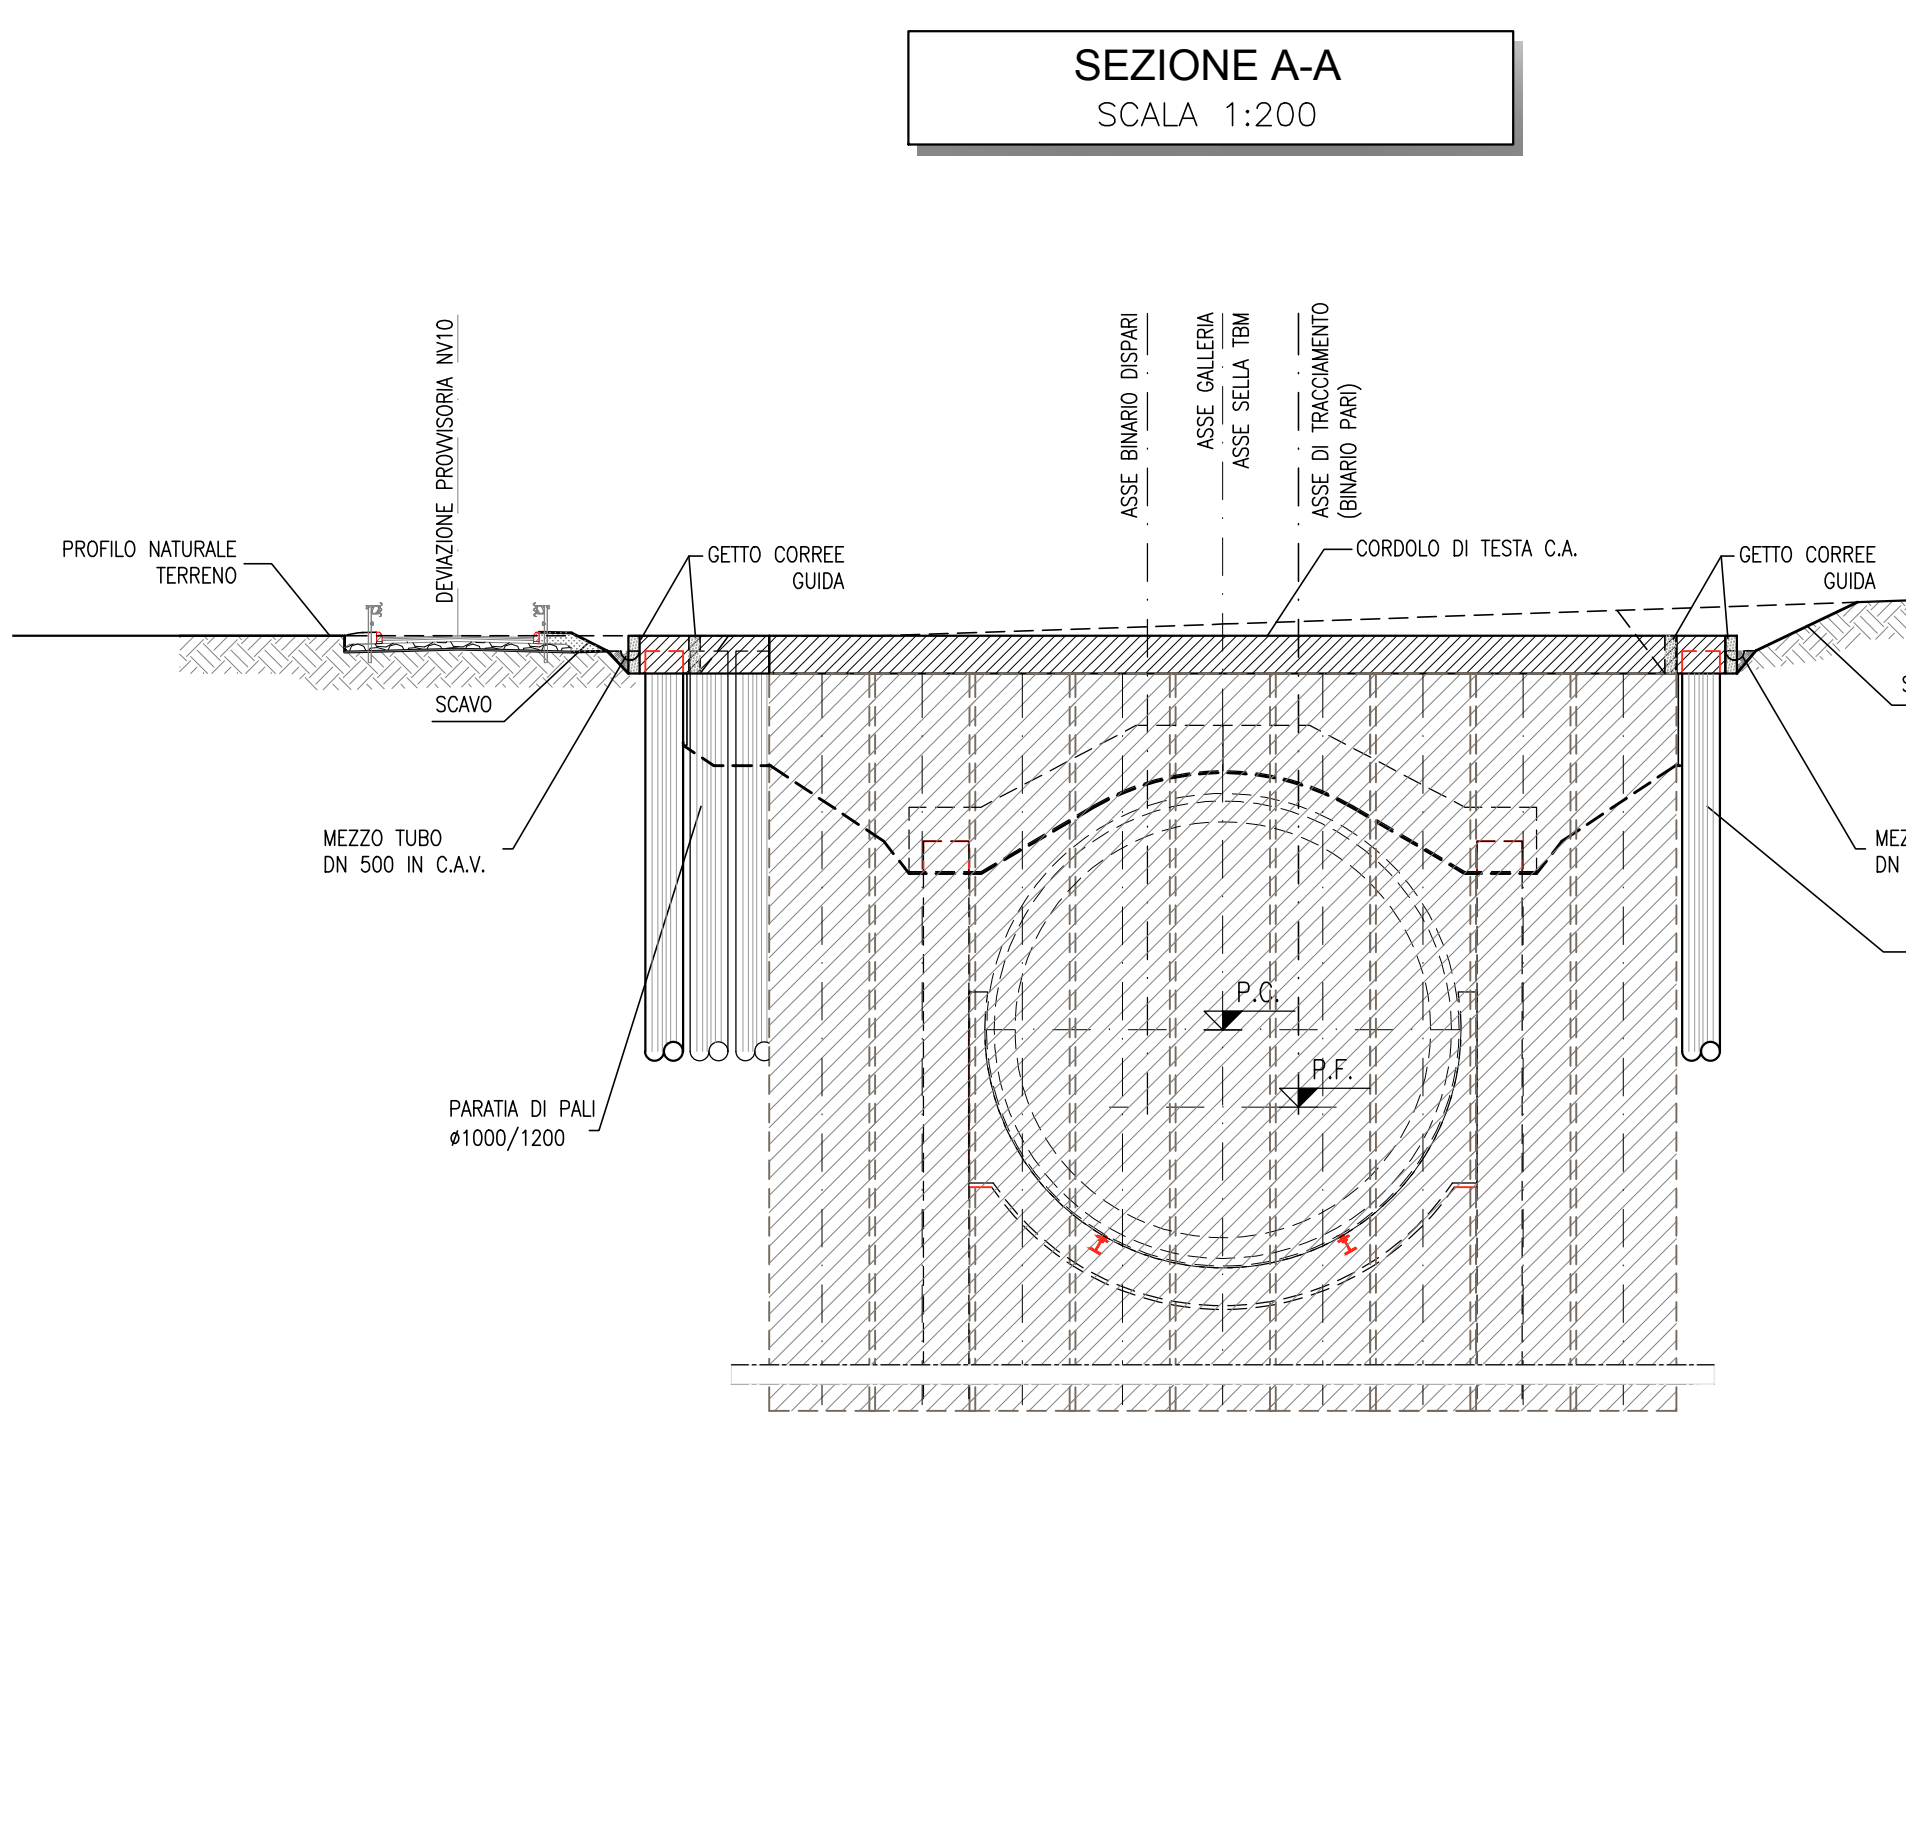 SEZIONE A-A
SCALA 1:200
DEVIAZIONE PROVVISORIA NV10
ASSE BINARIO DISPARI
ASSE GALLERIA
ASSE SELLA TBM
ASSE DI TRACCIAMENTO
(BINARIO PARI)
PROFILO NATURALE
TERRENO
GETTO CORREE
GUIDA
CORDOLO DI TESTA C.A.
GETTO CORREE
GUIDA
SCAVO
S
MEZZO TUBO
DN 500 IN C.A.V.
MEZ
DN
P.C.
P.F.
PARATIA DI PALI
ø1000/1200